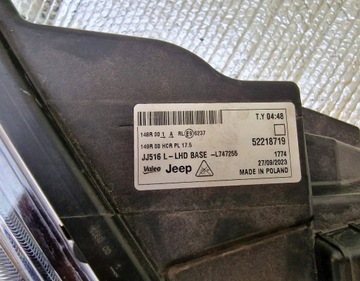 T.Y 04:48
148R 00 1 A RL E9 6237
149R 00 HCR PL 17.5
52218719
JJ516 L- LHD BASE -L747255
1774
27/09/2023
Valeo Jeep
MADE IN POLAND